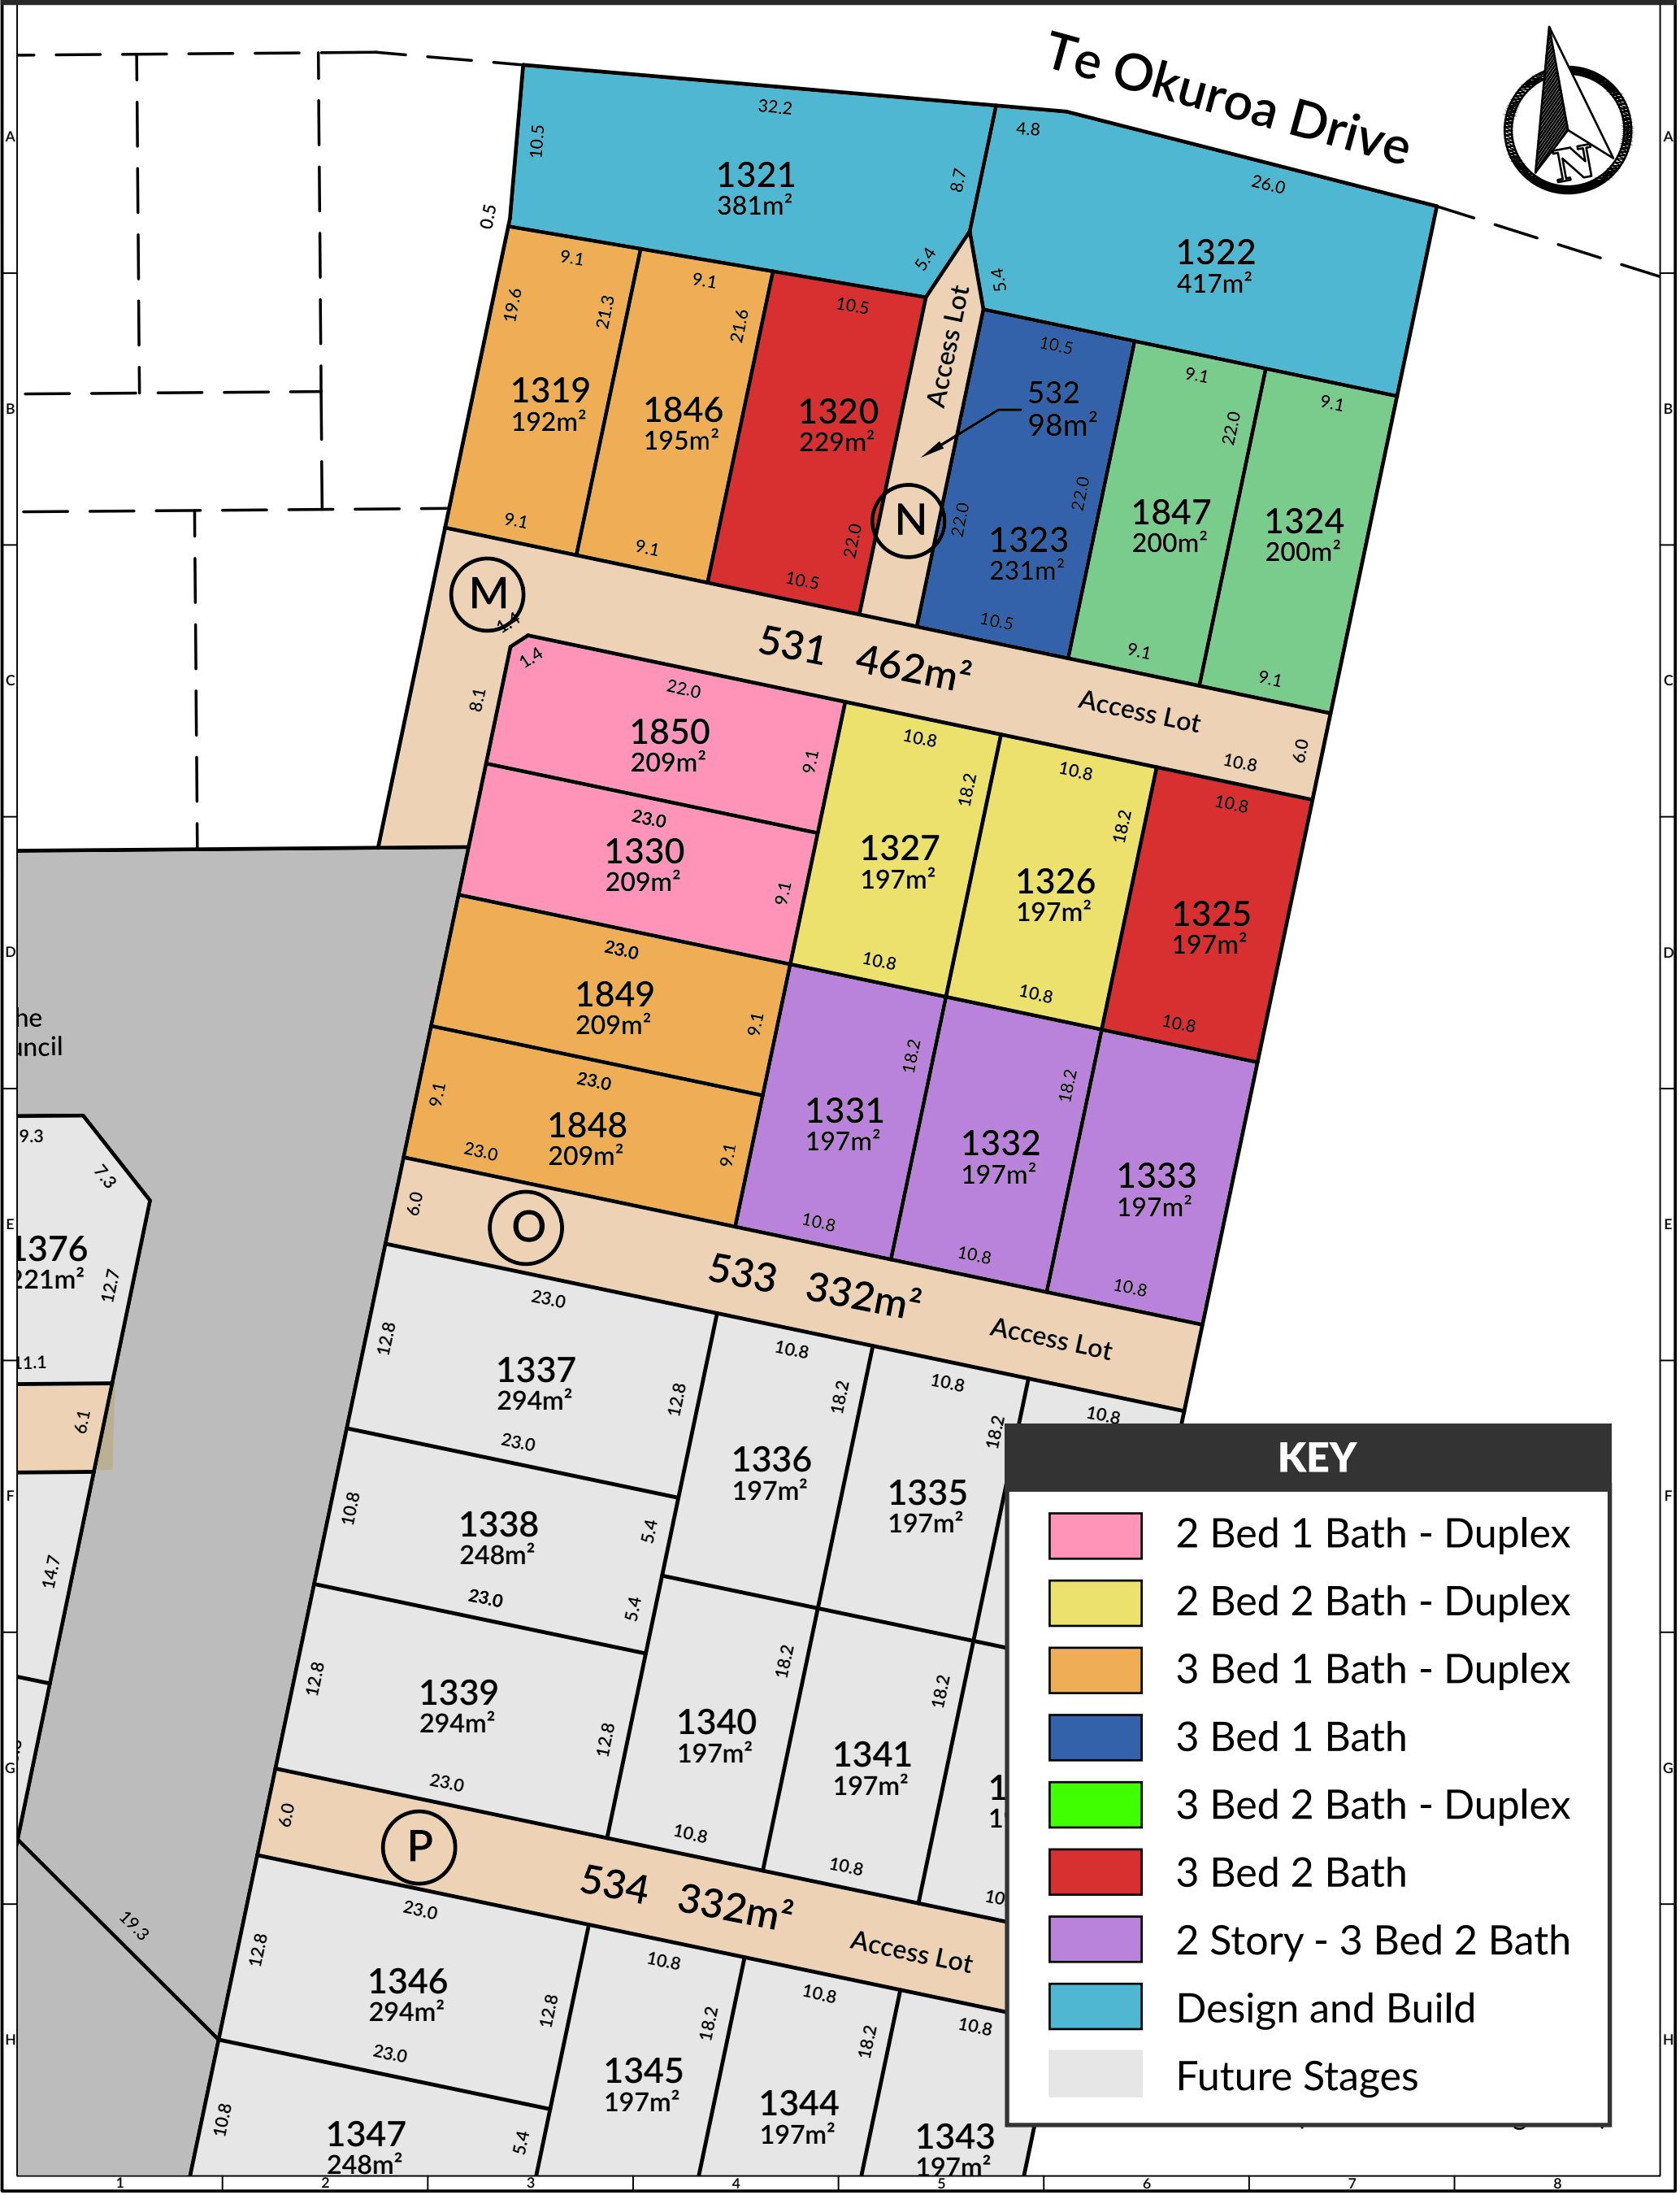 Te Okuroa Drive
N
A
A
32.2
4.8
10.5
1321
381m²
8.7
26.0
0.5
5.4
5.4
1322
417m²
9.1
9.1
10.5
10.5
9.1
9.1
19.6
21.3
21.6
22.0
Access Lot
B
B
1319
192m²
1846
195m²
1320
229m²
532
98m²
N
22.0
22.0
22.0
1323
231m²
1847
200m²
1324
200m²
9.1
9.1
10.5
10.5
9.1
9.1
M
1.4
1.4
531 462m²
Access Lot
C
C
8.1
22.0
10.8
10.8
10.8
10.8
6.0
1850
209m²
9.1
18.2
18.2
23.0
1330
209m²
9.1
1327
197m²
1326
197m²
1325
197m²
D
D
10.8
10.8
10.8
23.0
1849
209m²
9.1
he
uncil
23.0
9.1
1848
209m²
23.0
9.1
18.2
18.2
1331
197m²
1332
197m²
1333
197m²
10.8
10.8
10.8
E
E
9.3
7.3
1376
221m²
12.7
11.1
6.1
6.0
O
533 332m²
Access Lot
23.0
12.8
1337
294m²
12.8
10.8
10.8
10.8
18.2
18.2
1336
197m²
1335
197m²
F
F
23.0
10.8
1338
248m²
5.4
5.4
14.7
23.0
12.8
1339
294m²
12.8
18.2
18.2
1340
197m²
1341
197m²
G
G
23.0
10.8
10.8
10
6.0
P
534 332m²
Access Lot
19.3
23.0
12.8
1346
294m²
12.8
10.8
10.8
10.8
18.2
18.2
1345
197m²
1344
197m²
1343
197m²
H
H
23.0
10.8
1347
248m²
5.4
KEY
2 Bed 1 Bath - Duplex
2 Bed 2 Bath - Duplex
3 Bed 1 Bath - Duplex
3 Bed 1 Bath
3 Bed 2 Bath - Duplex
3 Bed 2 Bath
2 Story - 3 Bed 2 Bath
Design and Build
Future Stages
1 2 3 4 5 6 7 8